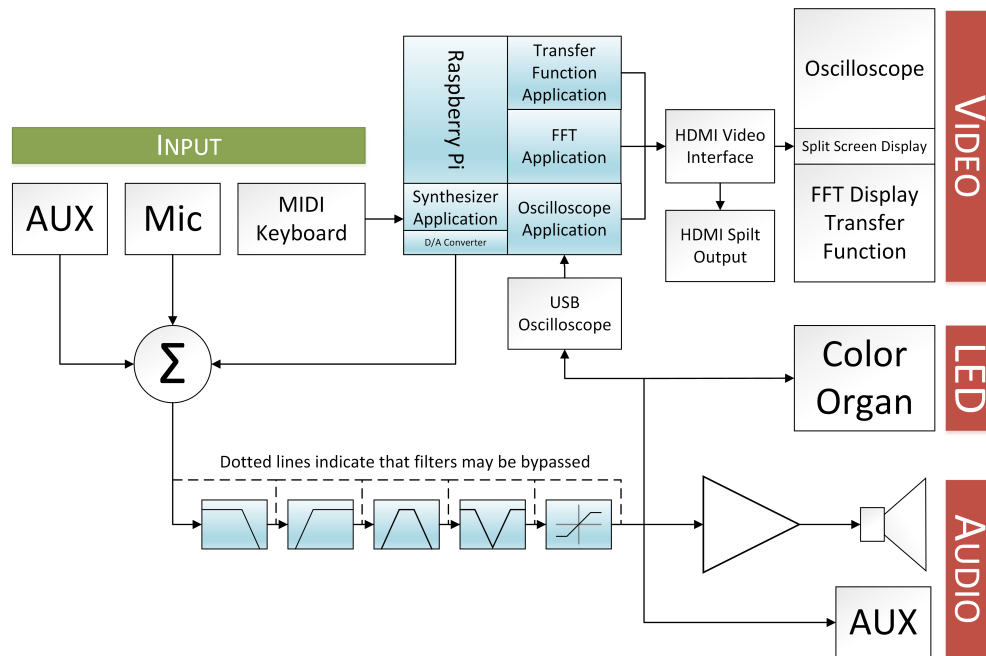 INPUT
AUX
Mic
MIDI
Keyboard
Raspberry Pi
Synthesizer
Application
D/A Converter
Transfer
Function
Application
FFT
Application
Oscilloscope
Application
USB
Oscilloscope
HDMI Video
Interface
HDMI Spilt
Output
Oscilloscope
Split Screen Display
FFT Display
Transfer
Function
VIDEO
Σ
Color
Organ
LED
Dotted lines indicate that filters may be bypassed
AUX
AUDIO